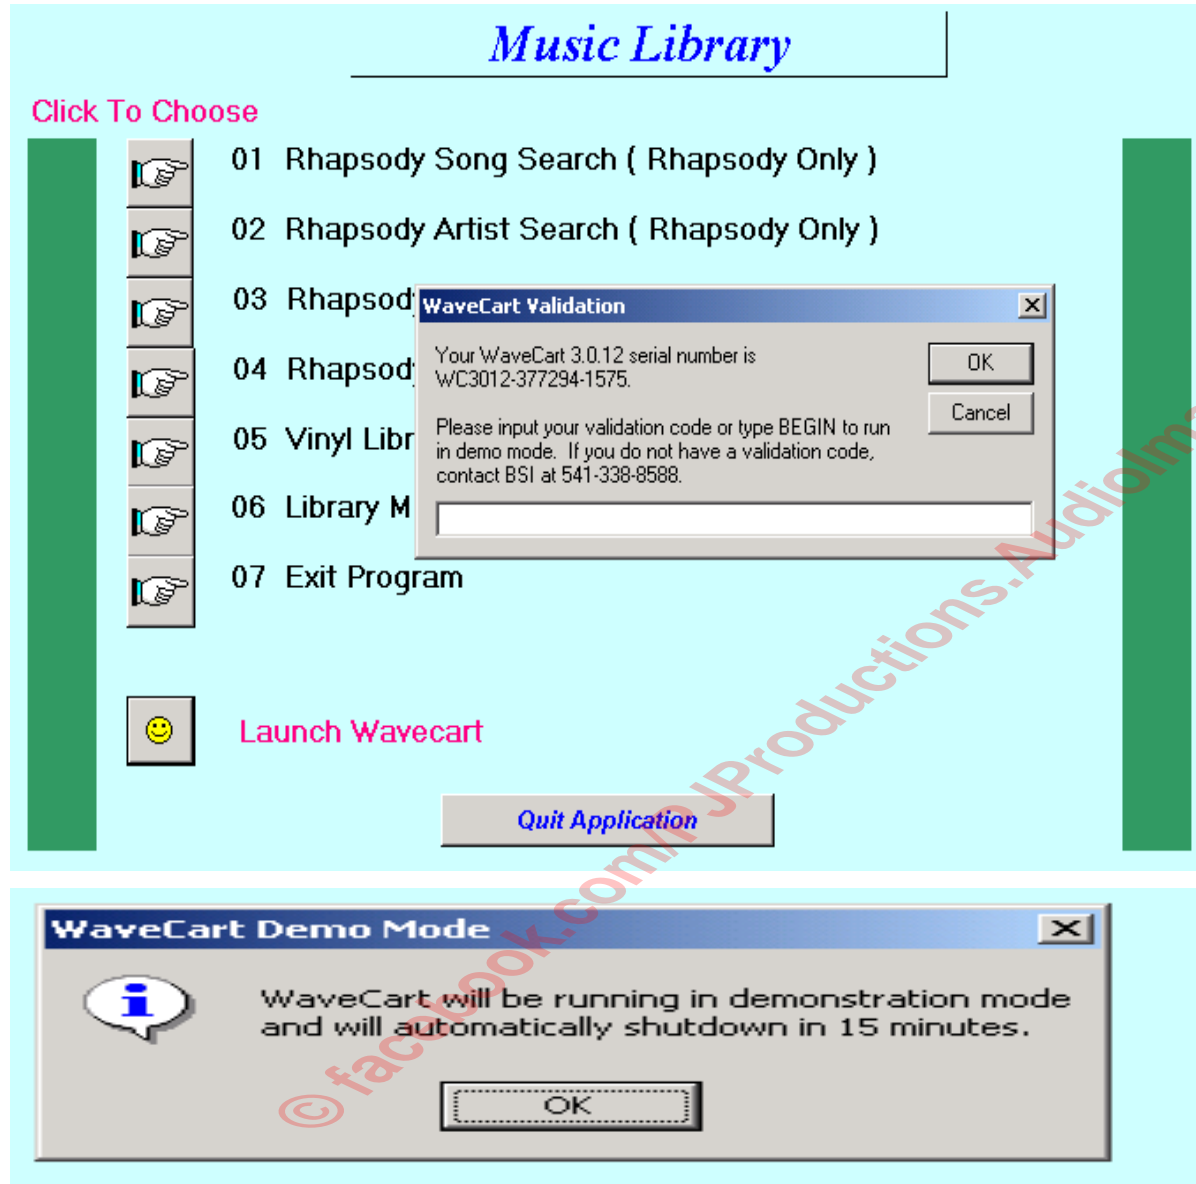 Music Library
Click To Choose
01 Rhapsody Song Search ( Rhapsody Only )
02 Rhapsody Artist Search ( Rhapsody Only )
03
04
05 Vinyl
06 Library
07 Exit Program
WaveCart Validation
Your WaveCart 3.0.12 serial number is
WC3012-377294-1575.
OK
Cancel
Please input your validation code or type BEGIN to run
in demo mode. If you do not have a validation code,
contact BSI at 541-338-8588.
Launch Wavecart
Quit Application
WaveCart Demo Mode
WaveCart will be running in demonstration mode
and will automatically shutdown in 15 minutes.
OK
© facebook.com/PJProductions.